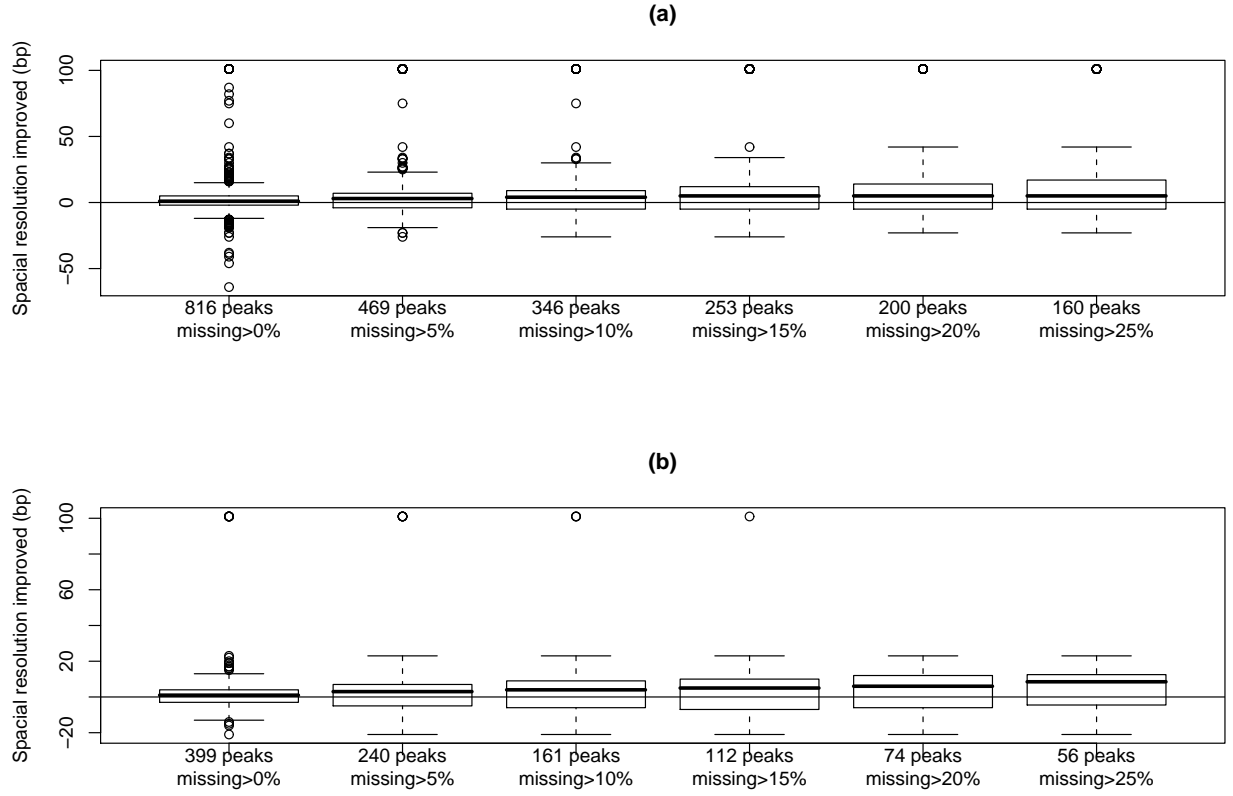 (a)
Spacial resolution improved (bp)
100
50
0
−50
816 peaks
missing>0%
469 peaks
missing>5%
346 peaks
missing>10%
253 peaks
missing>15%
200 peaks
missing>20%
160 peaks
missing>25%
(b)
Spacial resolution improved (bp)
100
60
20
−20
399 peaks
missing>0%
240 peaks
missing>5%
161 peaks
missing>10%
112 peaks
missing>15%
74 peaks
missing>20%
56 peaks
missing>25%